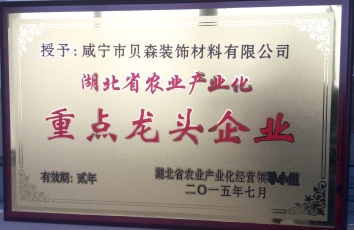 授予：咸宁市贝森装饰材料有限公司
湖北省农业产业化
重点龙头企业
有效期：贰年
湖北省农业产业化经营领导小组
二〇一五年七月